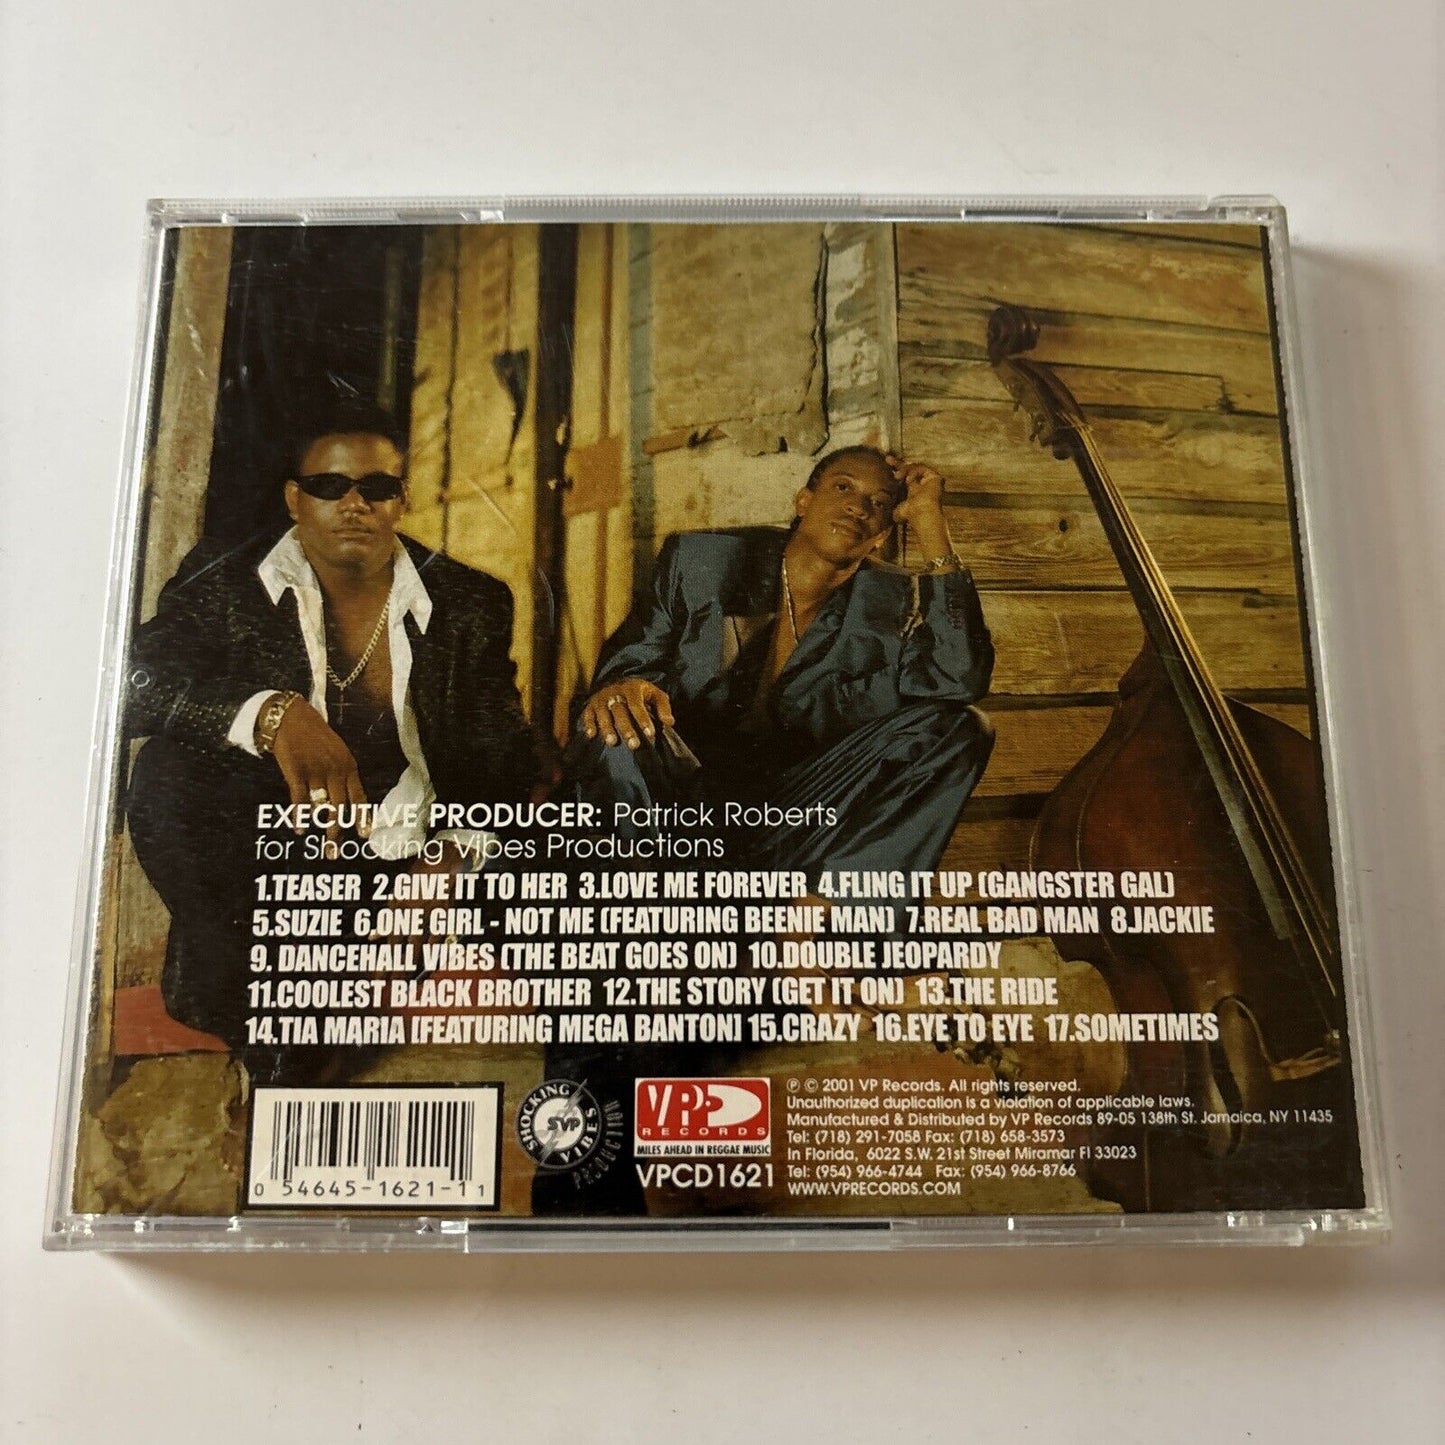 EXECUTIVE PRODUCER: Patrick Roberts
for Shocking Vibes Productions
1.TEASER 2.GIVE IT TO HER 3.LOVE ME FOREVER 4.FLING IT UP (GANGSTER GAL)
5.SUZIE 6.ONE GIRL - NOT ME (FEATURING BEENIE MAN) 7.REAL BAD MAN 8.JACKIE
9. DANCEHALL VIBES (THE BEAT GOES ON) 10.DOUBLE JEOPARDY
11.COOLEST BLACK BROTHER 12.THE STORY (GET IT ON) 13.THE RIDE
14.TIA MARIA [FEATURING MEGA BANTON] 15.CRAZY 16.EYE TO EYE 17.SOMETIMES
0 54645-1621-1 1
SHOCKING VIBES
SVP
PRODUCTION
VP
RECORDS
MILES AHEAD IN REGGAE MUSIC
VPCD1621
℗ © 2001 VP Records. All rights reserved.
Unauthorized duplication is a violation of applicable laws.
Manufactured & Distributed by VP Records 89-05 138th St. Jamaica, NY 11435
Tel: (718) 291-7058 Fax: (718) 658-3573
In Florida, 6022 S.W. 21st Street Miramar Fl 33023
Tel: (954) 966-4744 Fax: (954) 966-8766
WWW.VPRECORDS.COM